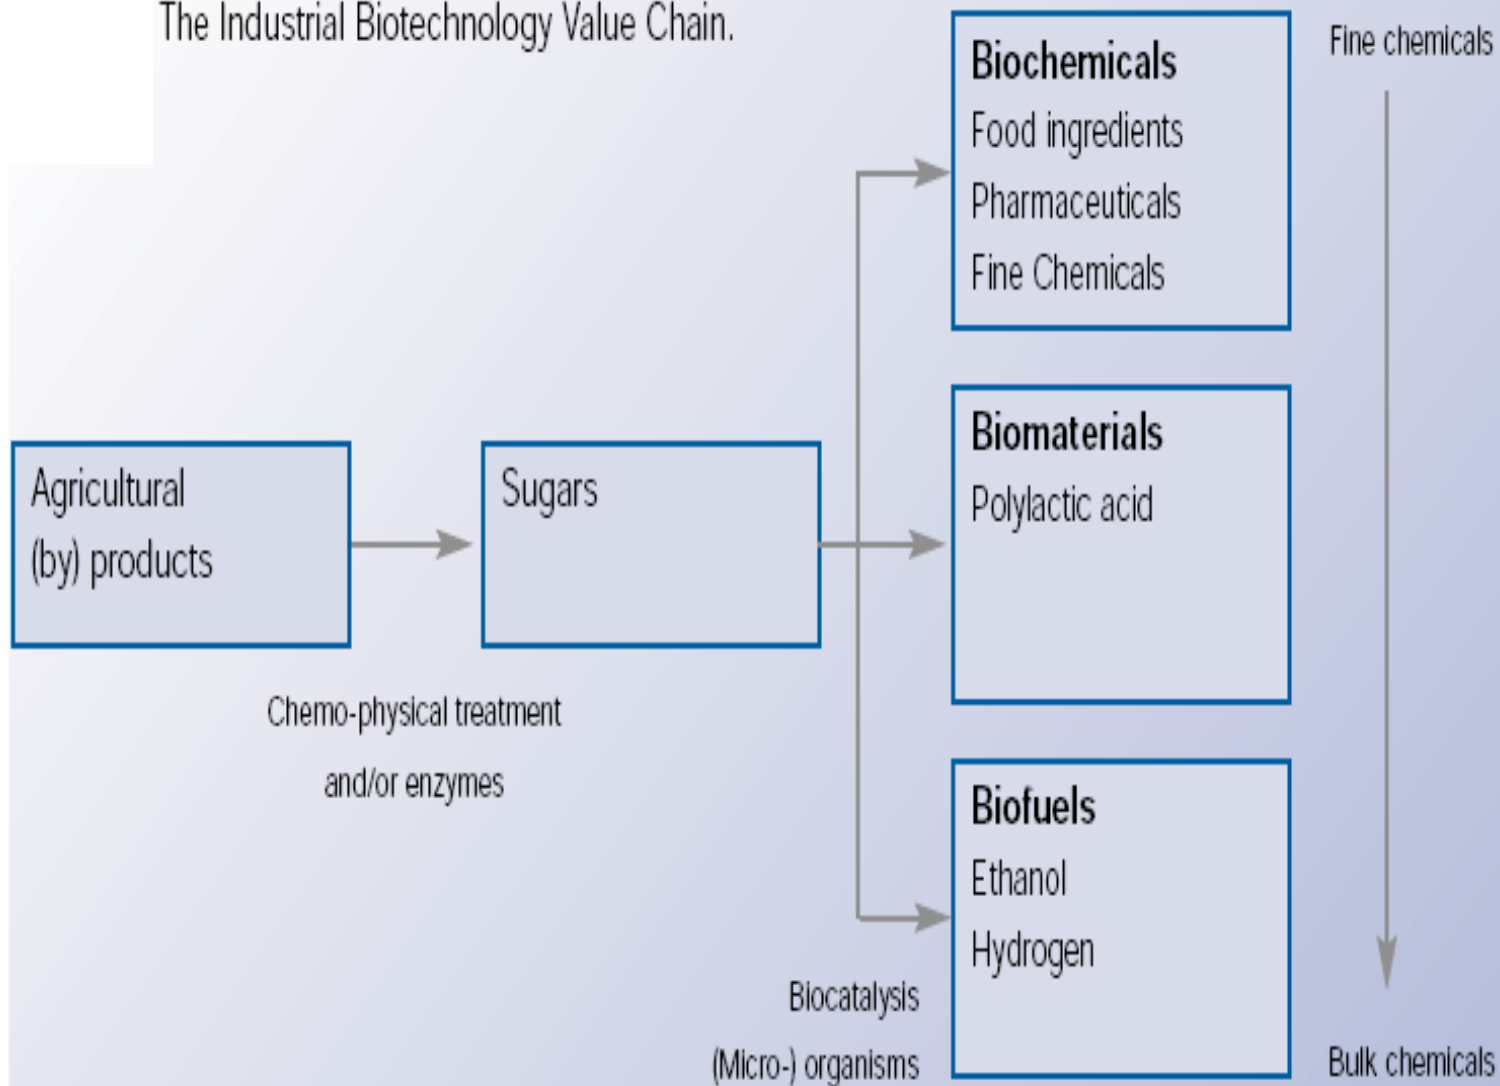 The Industrial Biotechnology Value Chain.
Agricultural
(by) products
Chemo-physical treatment
and/or enzymes
Sugars
Biocatalysis
(Micro-) organisms
Biochemicals
Food ingredients
Pharmaceuticals
Fine Chemicals
Biomaterials
Polylactic acid
Biofuels
Ethanol
Hydrogen
Fine chemicals
Bulk chemicals